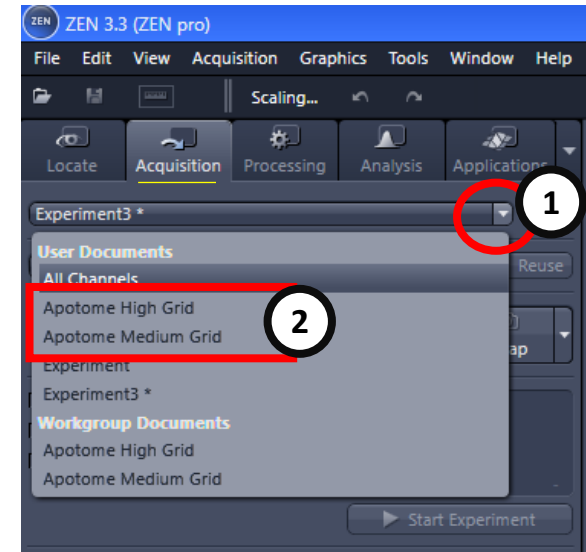 ZEN ZEN 3.3 (ZEN pro)
File Edit View Acquisition Graphics Tools Window Help
Scaling...
Locate Acquisition Processing Analysis Applications
Experiment3 *
1
User Documents
All Channels
Reuse
Apotome High Grid
2
Apotome Medium Grid
ap
Experiment
Experiment3 *
Workgroup Documents
Apotome High Grid
Apotome Medium Grid
Start Experiment